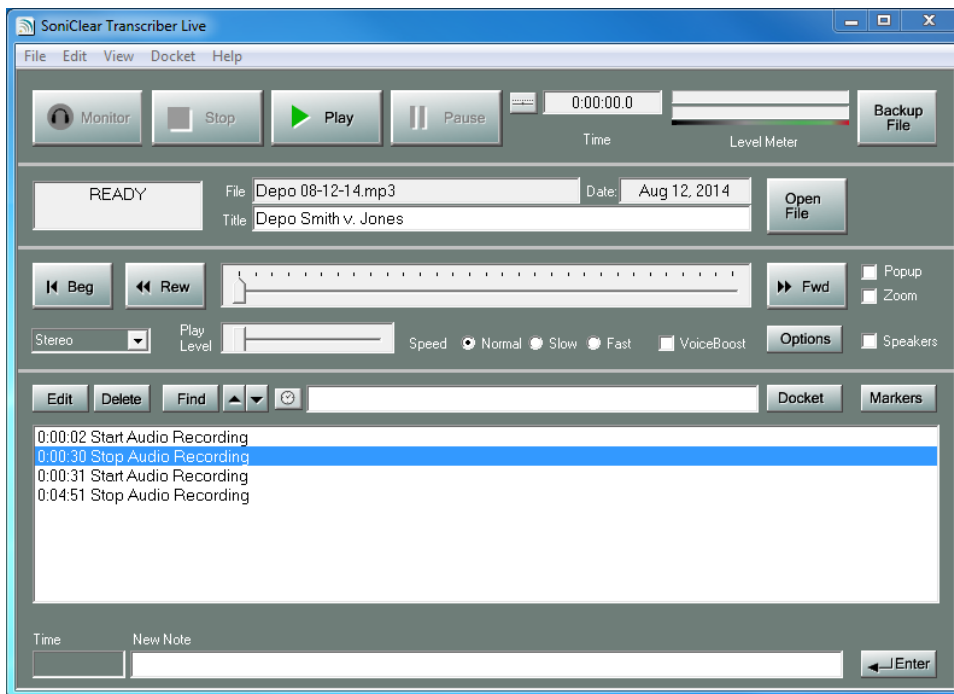 SoniClear Transcriber Live
File Edit View Docket Help
Monitor Stop Play Pause 0:00:00.0 Backup File
Time Level Meter
READY File Depo 08-12-14.mp3 Date: Aug 12, 2014 Open File
Title Depo Smith v. Jones
Beg Rew Fwd Popup
Zoom
Stereo Play Level Speed Normal Slow Fast VoiceBoost Options Speakers
Edit Delete Find Docket Markers
0:00:02 Start Audio Recording
0:00:30 Stop Audio Recording
0:00:31 Start Audio Recording
0:04:51 Stop Audio Recording
Time New Note
Enter